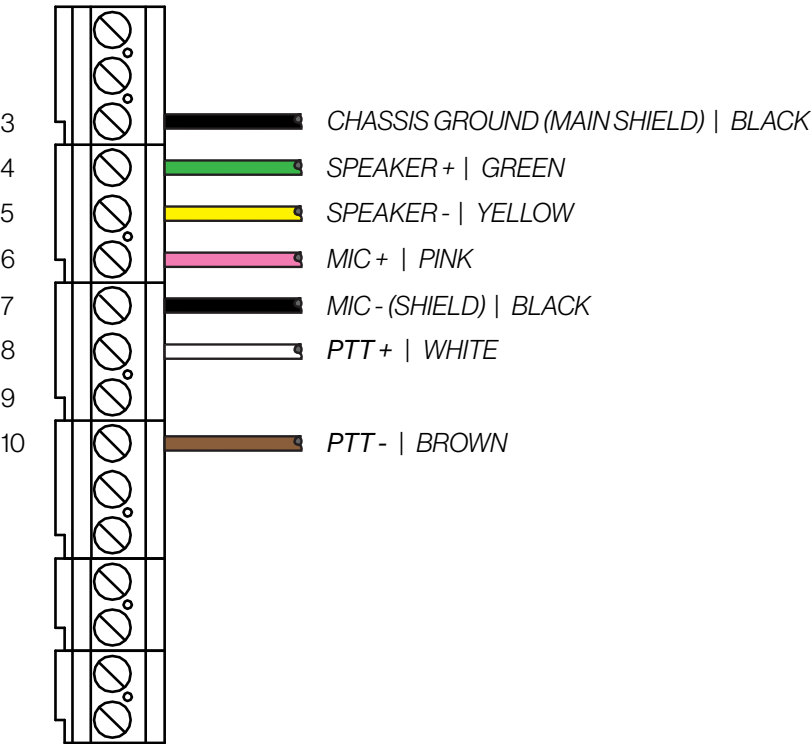 3 CHASSIS GROUND (MAIN SHIELD) | BLACK
4 SPEAKER + | GREEN
5 SPEAKER - | YELLOW
6 MIC + | PINK
7 MIC - (SHIELD) | BLACK
8 PTT + | WHITE
9
10 PTT - | BROWN